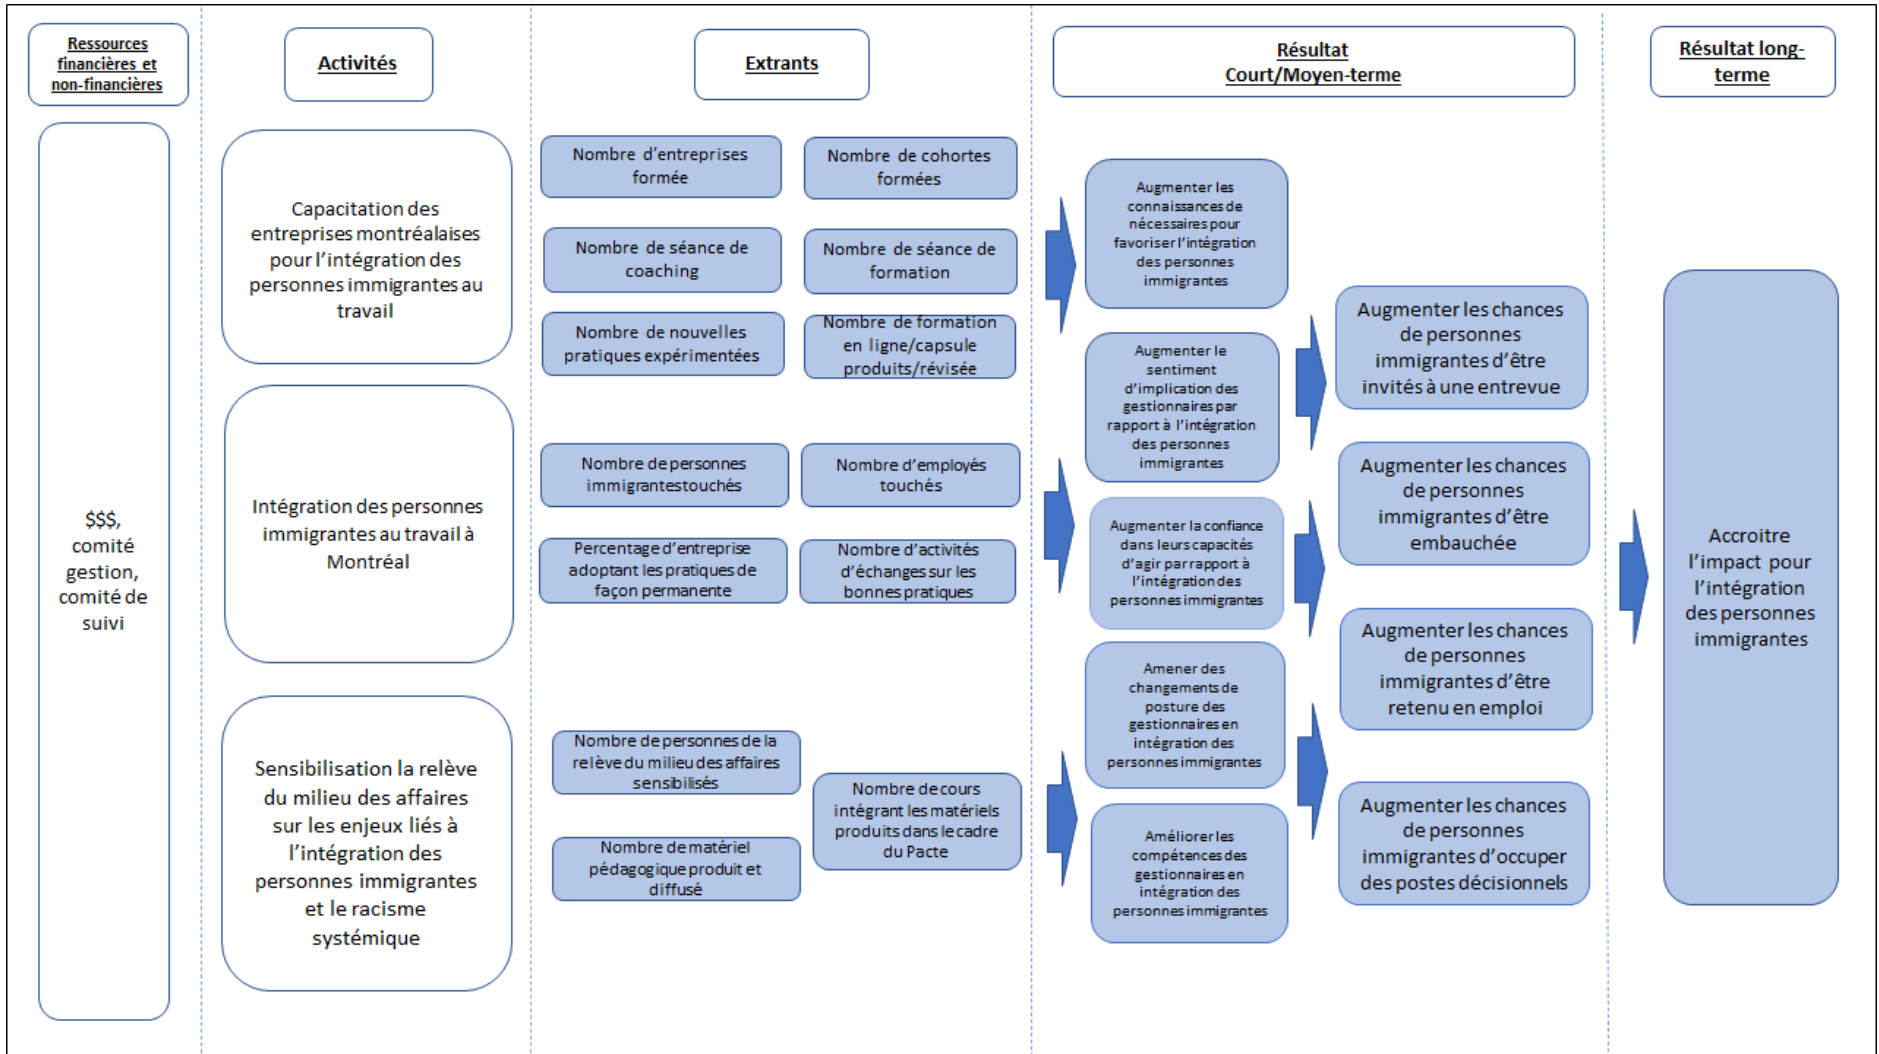 Ressources
financières et
non-financières
Activités
Extrants
Résultat
Court/Moyen-terme
Résultat long-
terme
$$$,
comité
gestion,
comité de
suivi
Capacitation des
entreprises montréalaises
pour l'intégration des
personnes immigrantes au
travail
Intégration des personnes
immigrantes au travail à
Montréal
Sensibilisation la relève
du milieu des affaires
sur les enjeux liés à
l'intégration des
personnes immigrantes
et le racisme
systémique
Nombre d'entreprises
formée
Nombre de cohortes
formées
Nombre de séance de
coaching
Nombre de séance de
formation
Nombre de nouvelles
pratiques expérimentées
Nombre de formation
en ligne/capsule
produits/révisée
Nombre de personnes
immigrantestouchés
Nombre d'employés
touchés
Percentage d'entreprise
adoptant les pratiques de
façon permanente
Nombre d'activités
d'échanges sur les
bonnes pratiques
Nombre de personnes de la
relève du milieu des affaires
sensibilisés
Nombre de cours
intégrant les matériels
produits dans le cadre
du Pacte
Nombre de matériel
pédagogique produit et
diffusé
Augmenter les
connaissances de
nécessaires pour
favoriser l'intégration
des personnes
immigrantes
Augmenter le
sentiment
d'implication des
gestionnaires par
rapport à l'intégration
des personnes
immigrantes
Augmenter la confiance
dans leurs capacités
d'agir par rapport à
l'intégration des
personnes immigrantes
Amener des
changements de
posture des
gestionnaires en
intégration des
personnes immigrantes
Améliorer les
compétences des
gestionnaires en
intégration des
personnes immigrantes
Augmenter les chances
de personnes
immigrantes d'être
invités à une entrevue
Augmenter les chances
de personnes
immigrantes d'être
embauchée
Augmenter les chances
de personnes
immigrantes d'être
retenu en emploi
Augmenter les chances
de personnes
immigrantes d'occuper
des postes décisionnels
Accroitre
l'impact pour
l'intégration
des personnes
immigrantes